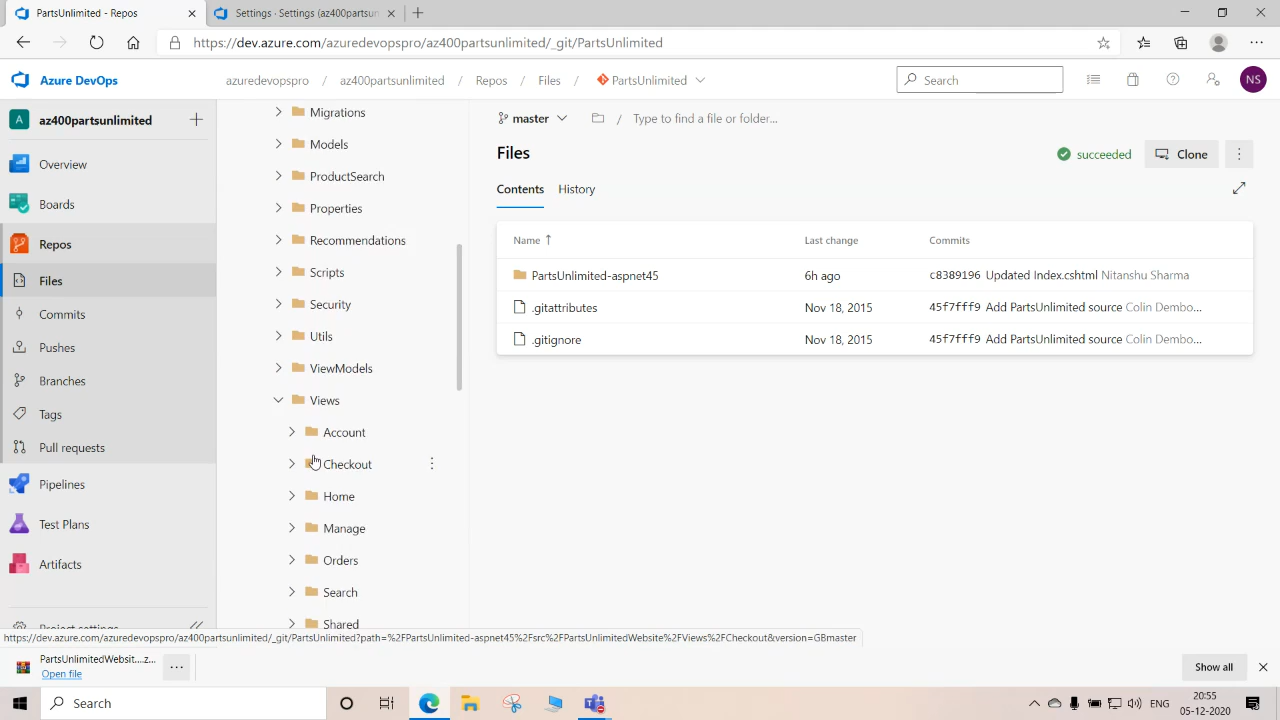 PartsUnlimited - Repos
Settings · Settings (az400partsun
https://dev.azure.com/azuredevopspro/az400partsunlimited/_git/PartsUnlimited
Azure DevOps
azuredevopspro / az400partsunlimited / Repos / Files / PartsUnlimited
Search
NS
A az400partsunlimited
Overview
Boards
Repos
Files
Commits
Pushes
Branches
Tags
Pull requests
Pipelines
Test Plans
Artifacts
Project settings
Migrations
Models
ProductSearch
Properties
Recommendations
Scripts
Security
Utils
ViewModels
Views
Account
Checkout
Home
Manage
Orders
Search
Shared
master / Type to find a file or folder...
Files
succeeded
Clone
Contents History
Name ↑ Last change Commits
PartsUnlimited-aspnet45 6h ago c8389196 Updated Index.cshtml Nitanshu Sharma
.gitattributes Nov 18, 2015 45f7fff9 Add PartsUnlimited source Colin Dembo...
.gitignore Nov 18, 2015 45f7fff9 Add PartsUnlimited source Colin Dembo...
https://dev.azure.com/azuredevopspro/az400partsunlimited/_git/PartsUnlimited?path=%2FPartsUnlimited-aspnet45%2Fsrc%2FPartsUnlimitedWebsite%2FViews%2FCheckout&version=GBmaster
PartsUnlimitedWebsit....z...
Open file
Show all
Search
ENG
20:55
05-12-2020